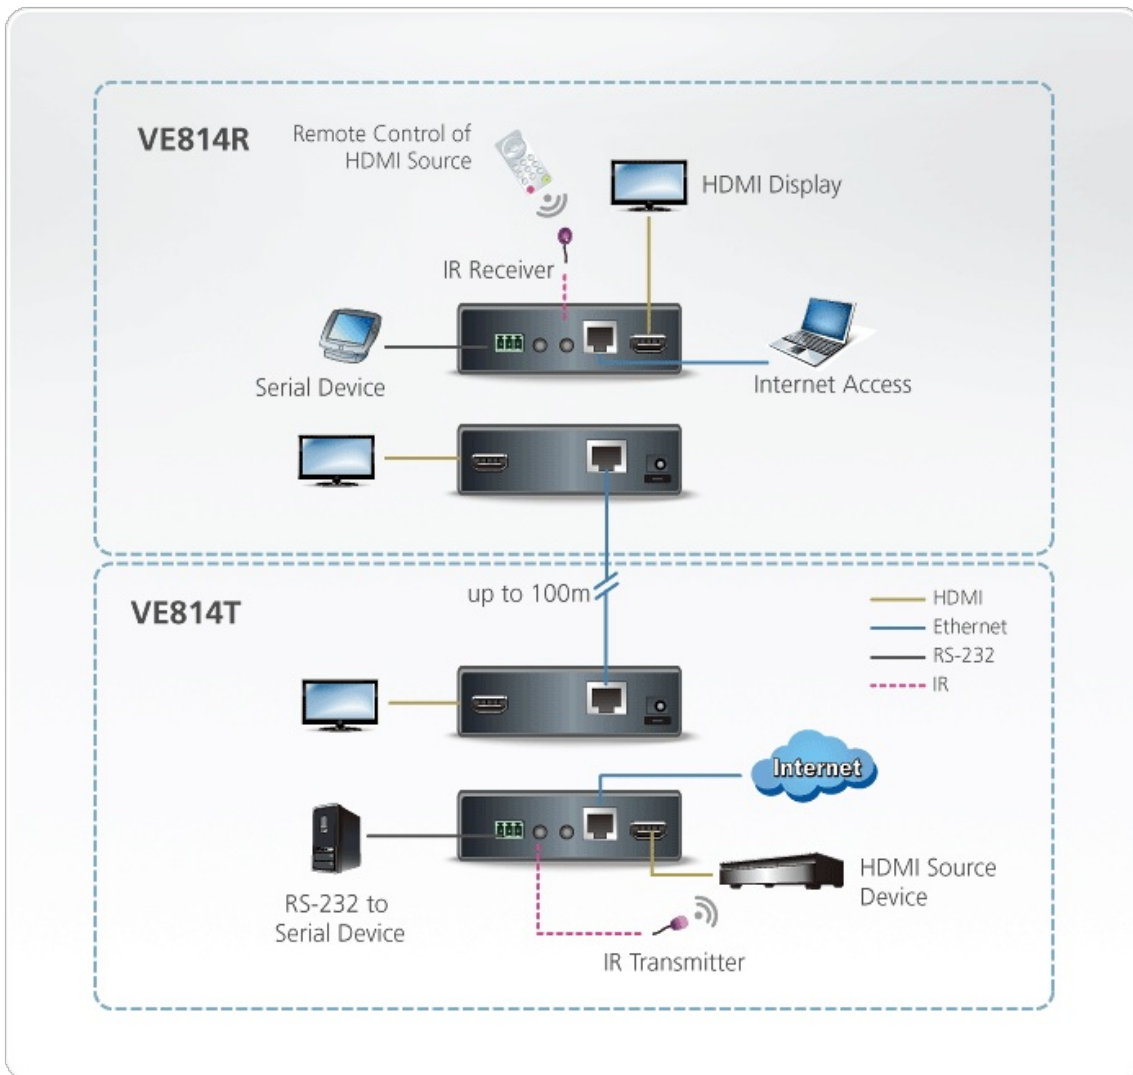 VE814R
Remote Control of
HDMI Source
HDMI Display
IR Receiver
Serial Device
Internet Access
up to 100m
VE814T
HDMI
Ethernet
RS-232
IR
Internet
RS-232 to
Serial Device
HDMI Source
Device
IR Transmitter